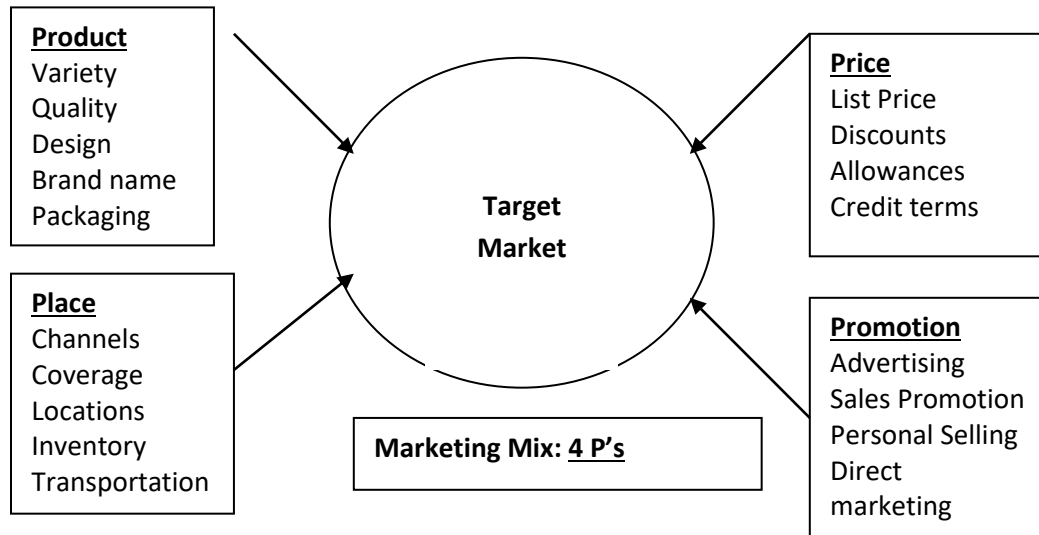 Product
Variety
Quality
Design
Brand name
Packaging
Price
List Price
Discounts
Allowances
Credit terms
Target
Market
Place
Channels
Coverage
Locations
Inventory
Transportation
Promotion
Advertising
Sales Promotion
Personal Selling
Direct
marketing
Marketing Mix: 4 P’s